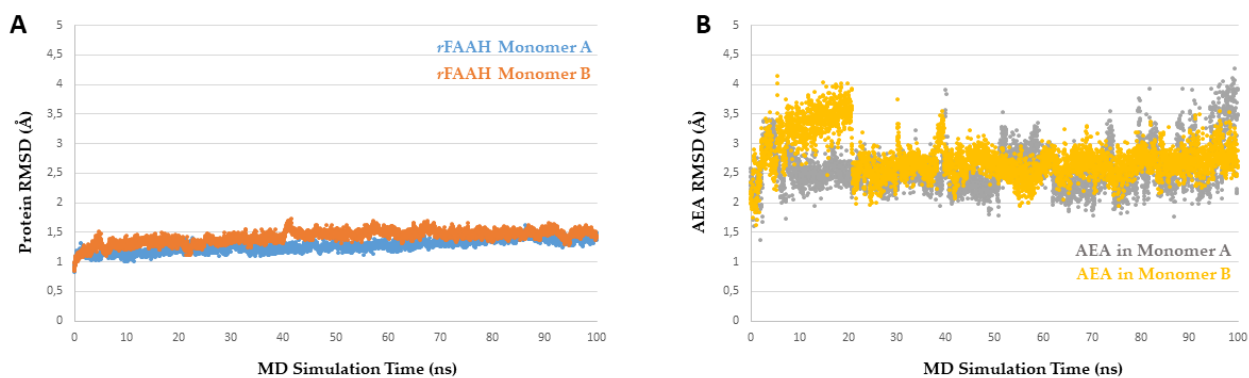 A
5
4,5
4
3,5
3
2,5
2
1,5
1
0,5
0
Protein RMSD (Å)
rFAAH Monomer A
rFAAH Monomer B
0 10 20 30 40 50 60 70 80 90 100
MD Simulation Time (ns)
B
5
4,5
4
3,5
3
2,5
2
1,5
1
0,5
0
AEA RMSD (Å)
AEA in Monomer A
AEA in Monomer B
0 10 20 30 40 50 60 70 80 90 100
MD Simulation Time (ns)